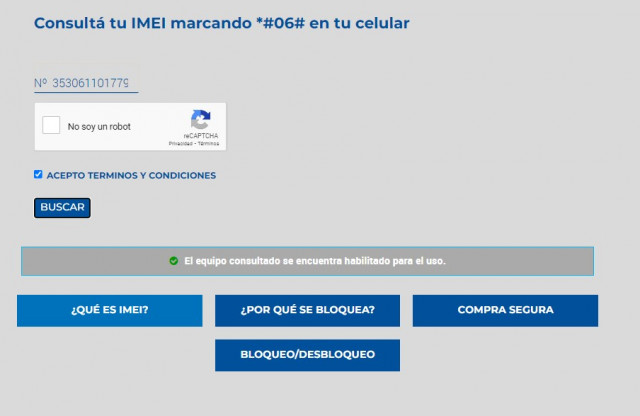 Consultá tu IMEI marcando *#06# en tu celular
Nº 353061101779
No soy un robot
reCAPTCHA
Privacidad - Términos
ACEPTO TERMINOS Y CONDICIONES
BUSCAR
El equipo consultado se encuentra habilitado para el uso.
¿QUÉ ES IMEI?
¿POR QUÉ SE BLOQUEA?
COMPRA SEGURA
BLOQUEO/DESBLOQUEO